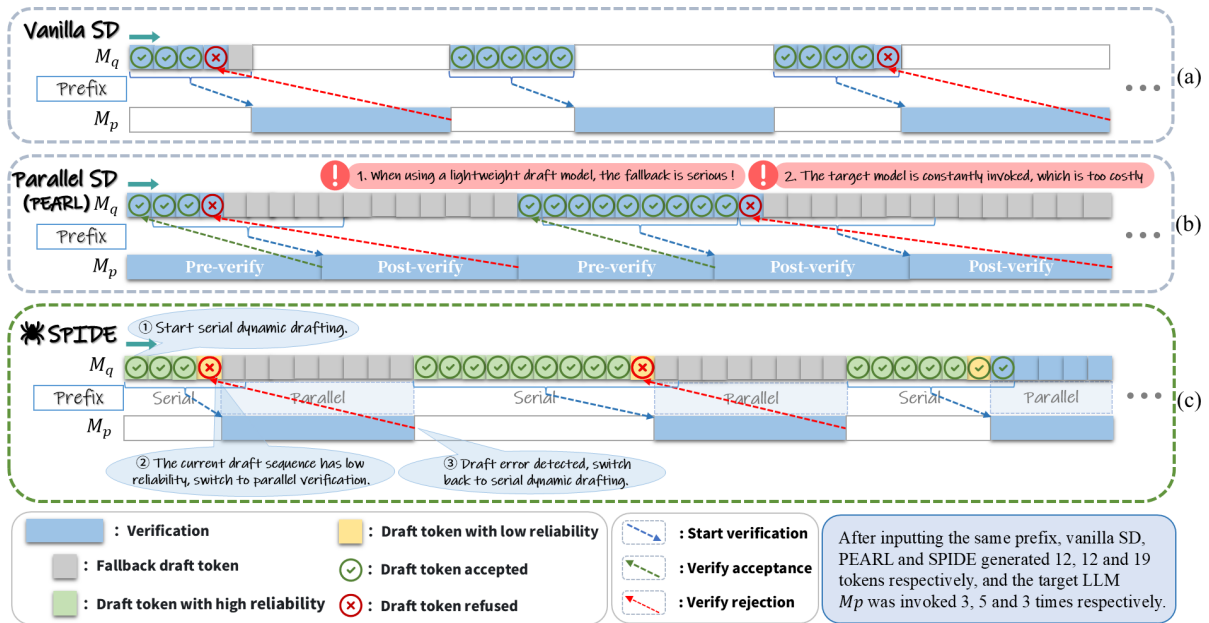 Vanilla SD
Mq
Prefix
Mp
(a)
Parallel SD
(PEARL)
1. When using a lightweight draft model, the fallback is serious !
2. The target model is constantly invoked, which is too costly
Mq
Prefix
Mp
Pre-verify Post-verify Pre-verify Post-verify Post-verify
(b)
SPIDE
① Start serial dynamic drafting.
Mq
Prefix
Serial Parallel Serial Parallel Serial Parallel
Mp
(c)
② The current draft sequence has low
reliability, switch to parallel verification.
③ Draft error detected, switch
back to serial dynamic drafting.
: Verification
: Fallback draft token
: Draft token with high reliability
: Draft token with low reliability
: Draft token accepted
: Draft token refused
: Start verification
: Verify acceptance
: Verify rejection
After inputting the same prefix, vanilla SD,
PEARL and SPIDE generated 12, 12 and 19
tokens respectively, and the target LLM
Mp was invoked 3, 5 and 3 times respectively.